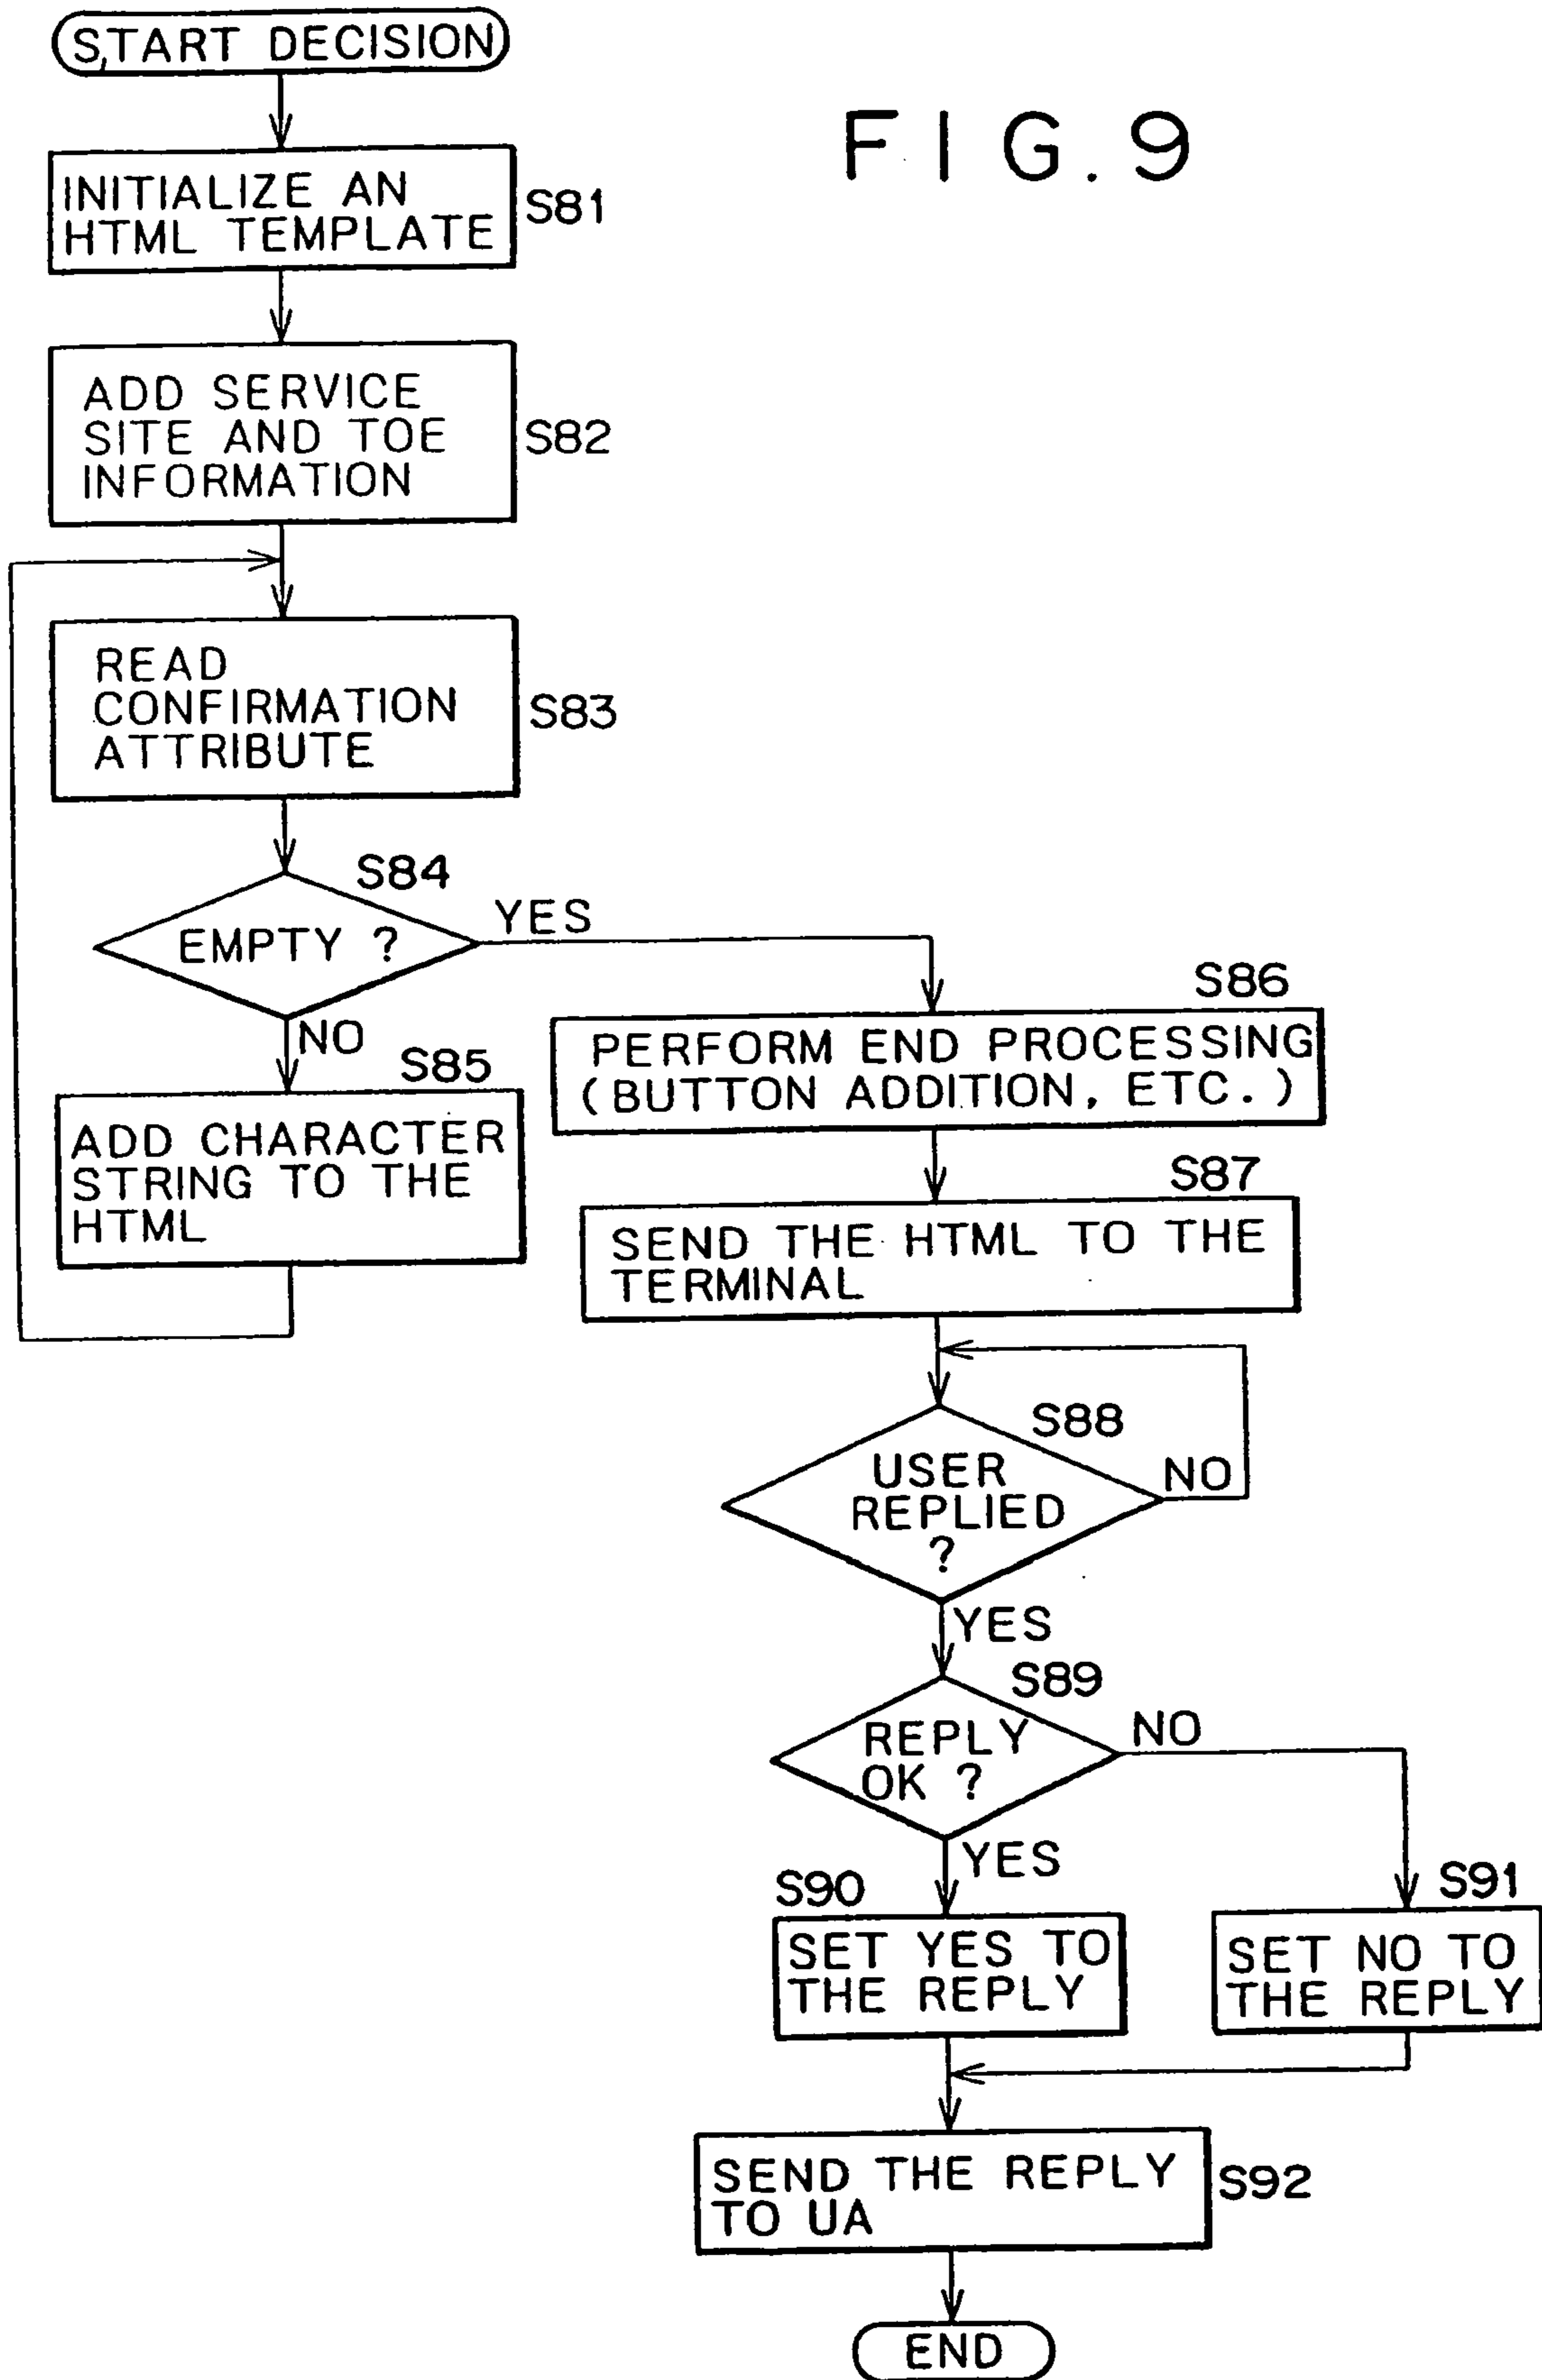 START DECISION
FIG.9
INITIALIZE AN
HTML TEMPLATE
S81
ADD SERVICE
SITE AND TOE
INFORMATION
S82
READ
CONFIRMATION
ATTRIBUTE
S83
S84
EMPTY ?
YES
NO
S85
ADD CHARACTER
STRING TO THE
HTML
S86
PERFORM END PROCESSING
(BUTTON ADDITION, ETC.)
S87
SEND THE HTML TO THE
TERMINAL
S88
USER
REPLIED
?
NO
YES
S89
REPLY
OK ?
NO
YES
S90
SET YES TO
THE REPLY
S91
SET NO TO
THE REPLY
SEND THE REPLY
TO UA
S92
END